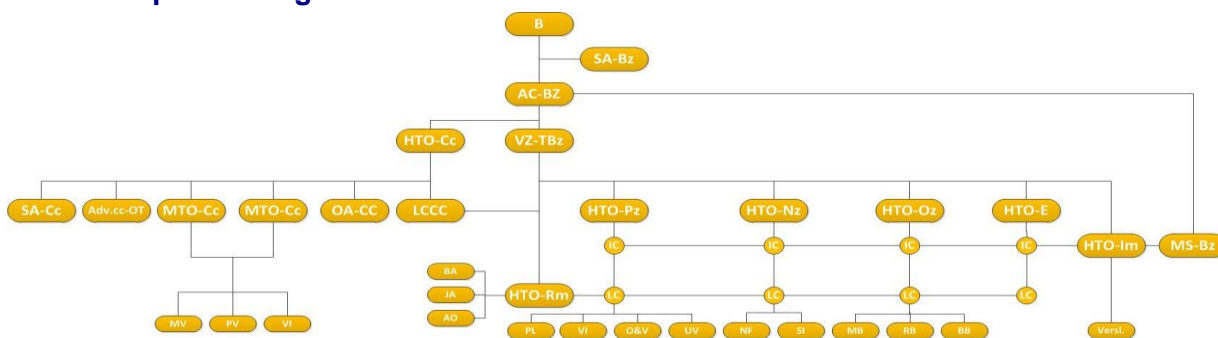 B
SA-Bz
AC-BZ
HTO-Cc VZ-TBz
SA-Cc Adv.cc-OT MTO-Cc MTO-Cc OA-CC LCCC HTO-Pz HTO-Nz HTO-Oz HTO-E
IC IC IC IC HTO-Im MS-Bz
BA
JA HTO-Rm LC LC LC LC
AO
MV PV VI PL VI O&V UV NF SI MB RB BB Versl.